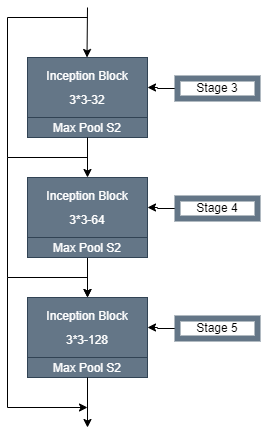 Inception Block
3*3-32
Stage 3
Max Pool S2
Inception Block
3*3-64
Stage 4
Max Pool S2
Inception Block
3*3-128
Stage 5
Max Pool S2